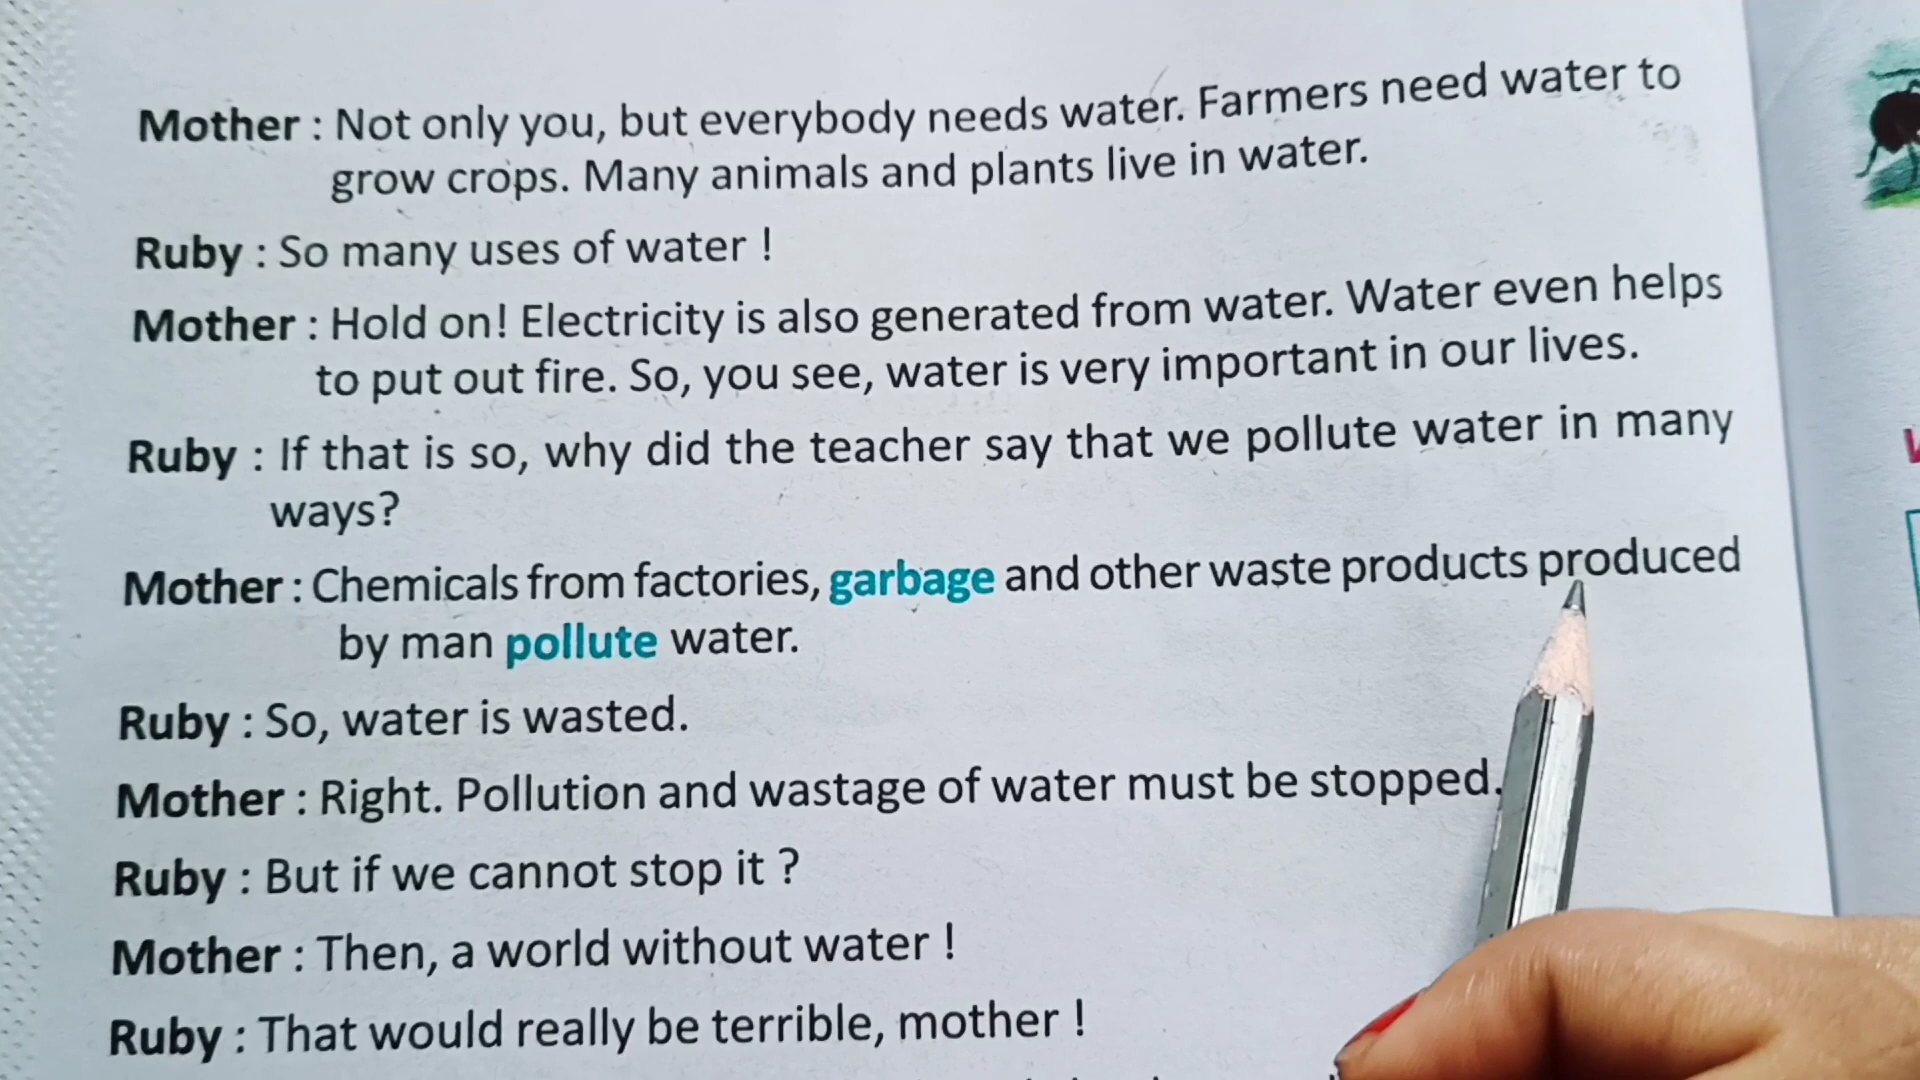 Mother : Not only you, but everybody needs water. Farmers need water to
grow crops. Many animals and plants live in water.
Ruby : So many uses of water !
Mother : Hold on! Electricity is also generated from water. Water even helps
to put out fire. So, you see, water is very important in our lives.
Ruby : If that is so, why did the teacher say that we pollute water in many
ways?
Mother : Chemicals from factories, garbage and other waste products produced
by man pollute water.
Ruby : So, water is wasted.
Mother : Right. Pollution and wastage of water must be stopped.
Ruby : But if we cannot stop it ?
Mother : Then, a world without water !
Ruby : That would really be terrible, mother !